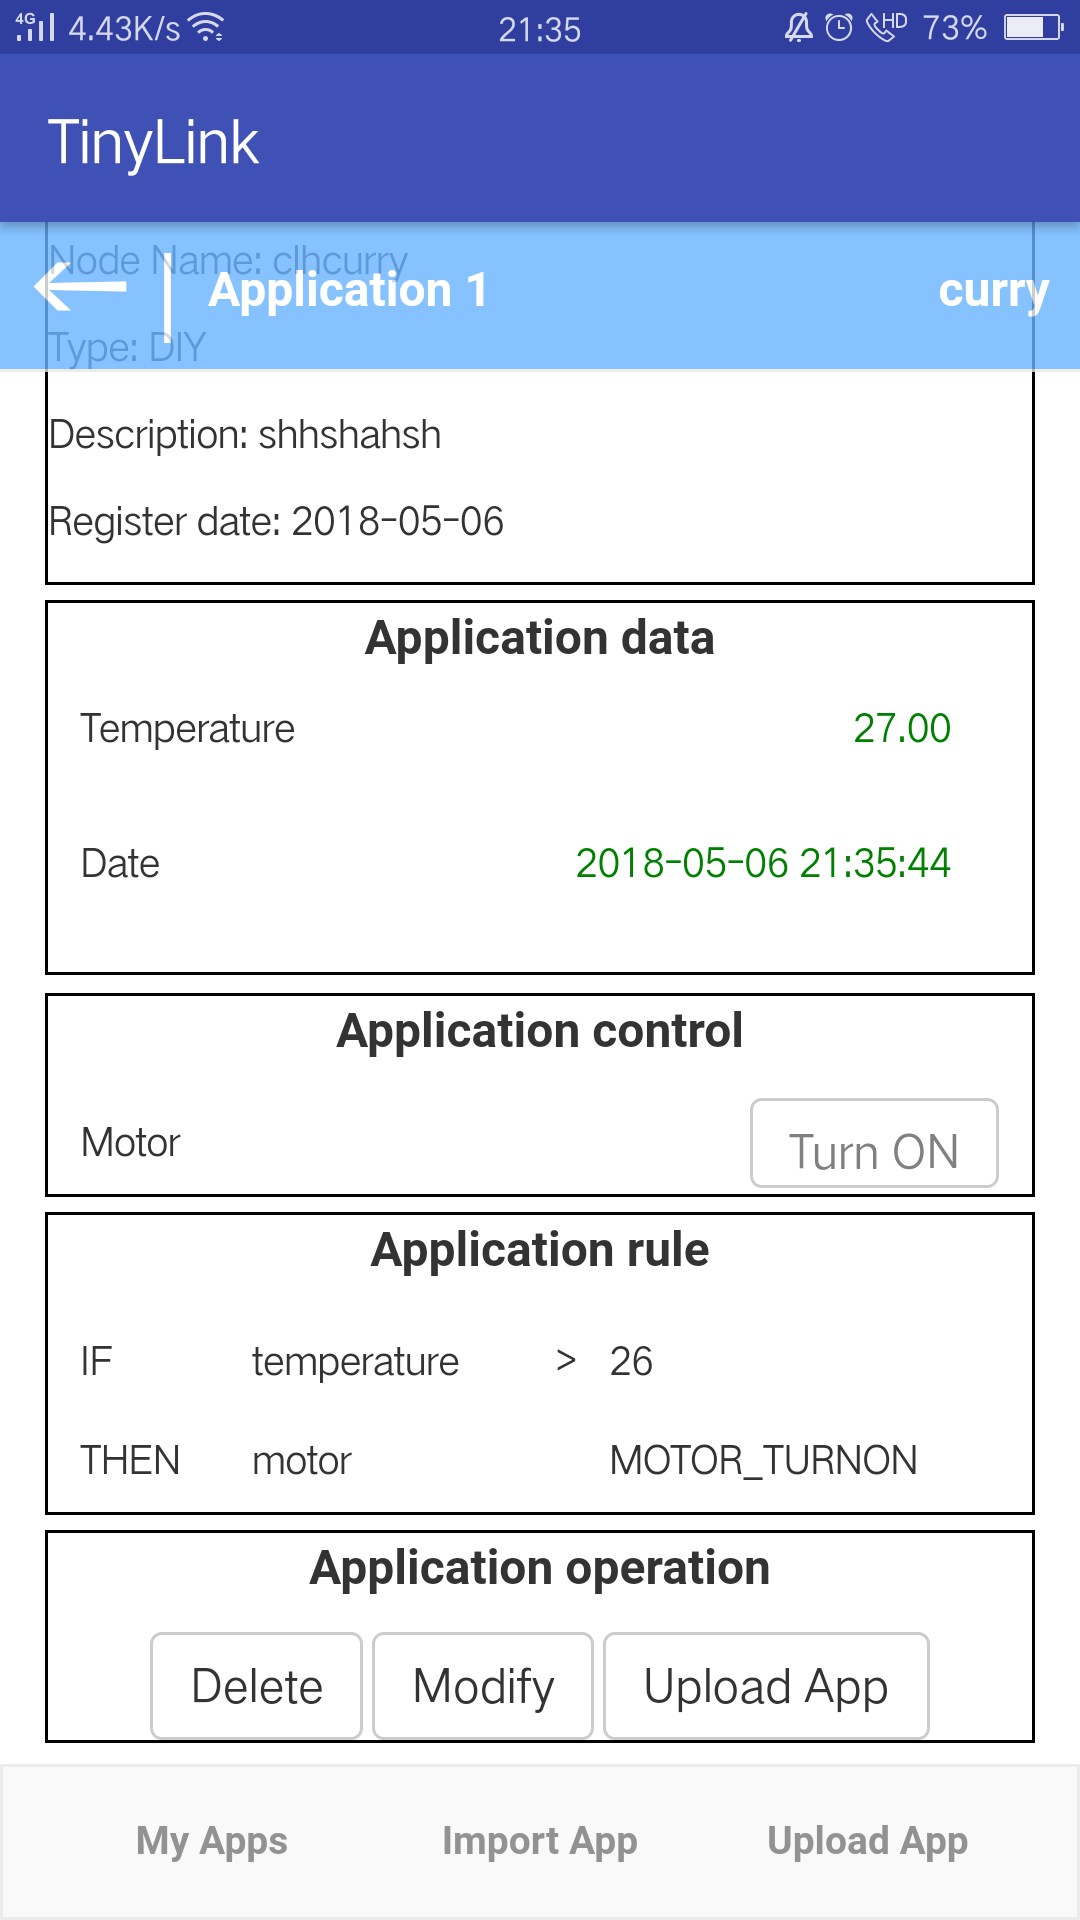 4G 4.43K/s 21:35 HD 73%
TinyLink
Node Name: clhcurry
Application 1 curry
Type: DIY
Description: shhshahsh
Register date: 2018-05-06
Application data
Temperature 27.00
Date 2018-05-06 21:35:44
Application control
Motor Turn ON
Application rule
IF temperature > 26
THEN motor MOTOR_TURNON
Application operation
Delete Modify Upload App
My Apps Import App Upload App